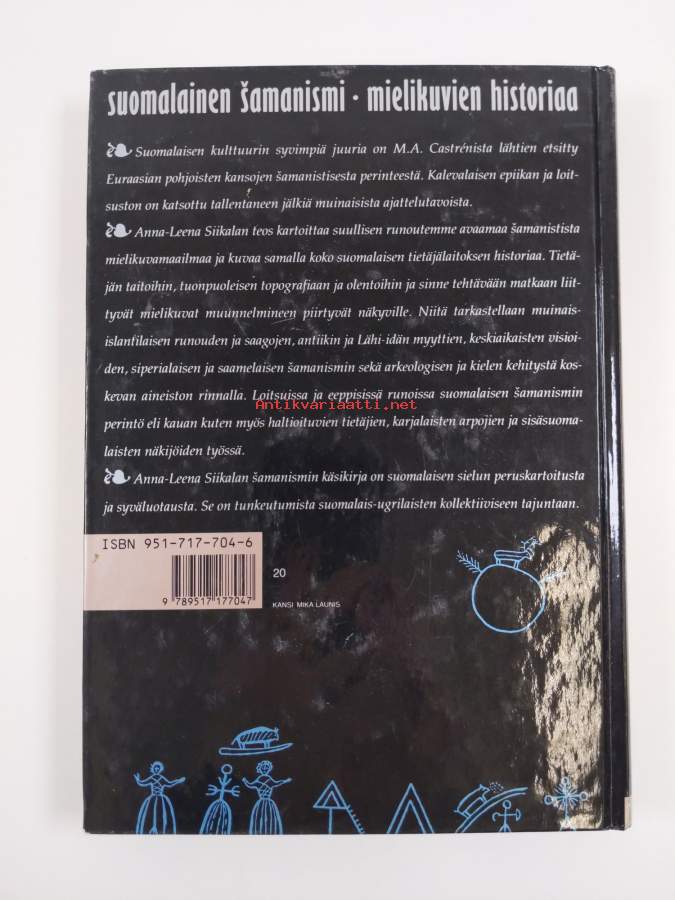 suomalainen šamanismi · mielikuvien historiaa
Suomalaisen kulttuurin syvimpiä juuria on M.A. Castrénista lähtien etsitty
Euraasian pohjoisten kansojen šamanistisesta perinteestä. Kalevalaisen epiikan ja loit-
suston on katsottu tallentaneen jälkiä muinaisista ajattelutavoista.
Anna-Leena Siikalan teos kartoittaa suullisen runoutemme avaamaa šamanistista
mielikuvamaailmaa ja kuvaa samalla koko suomalaisen tietäjälaitoksen historiaa. Tietä-
jän taitoihin, tuonpuoleisen topografiaan ja olentoihin ja sinne tehtävään matkaan liit-
tyvät mielikuvat muunnelmineen piirtyvät näkyville. Niitä tarkastellaan muinais-
islantilaisen runouden ja saagojen, antiikin ja Lähi-idän myyttien, keskiaikaisten visioi-
den, siperialaisen ja saamelaisen šamanismin sekä arkeologisen ja kielen kehitystä kos-
kevan aineiston rinnalla. Loitsuissa ja eeppisissä runoissa suomalaisen šamanismin
Antikvariaatti.net
perintö eli kauan kuten myös haltioituvien tietäjien, karjalaisten arpojien ja sisäsuoma-
laisten näkijöiden työssä.
Anna-Leena Siikalan šamanismin käsikirja on suomalaisen sielun peruskartoitusta
ja syväluotausta. Se on tunkeutumista suomalais-ugrilaisten kollektiiviseen tajuntaan.
ISBN 951-717-704-6
20
9 789517 177047
KANSI MIKA LAUNIS